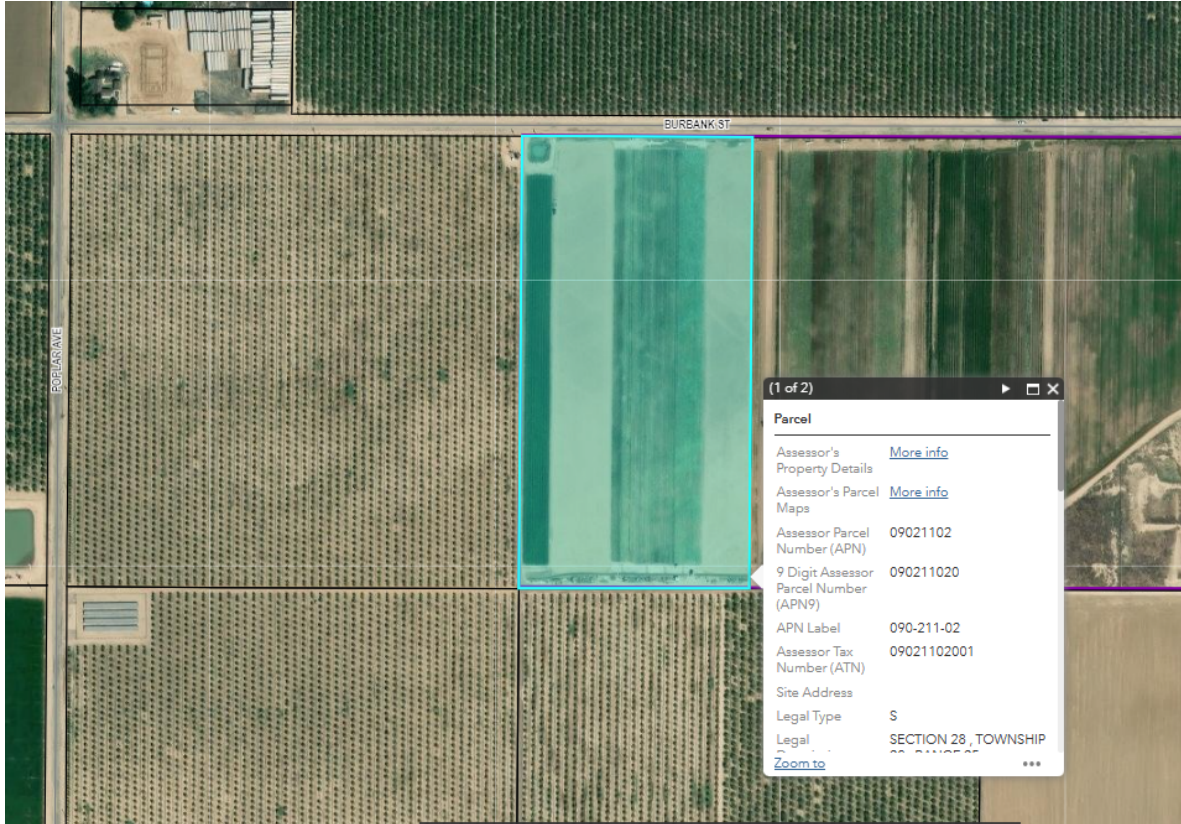 BURBANK ST
POPLAR AVE
(1 of 2)
Parcel
Assessor's More info
Property Details
Assessor's Parcel More info
Maps
Assessor Parcel 09021102
Number (APN)
9 Digit Assessor 090211020
Parcel Number
(APN9)
APN Label 090-211-02
Assessor Tax 09021102001
Number (ATN)
Site Address
Legal Type S
Legal SECTION 28 , TOWNSHIP
Zoom to